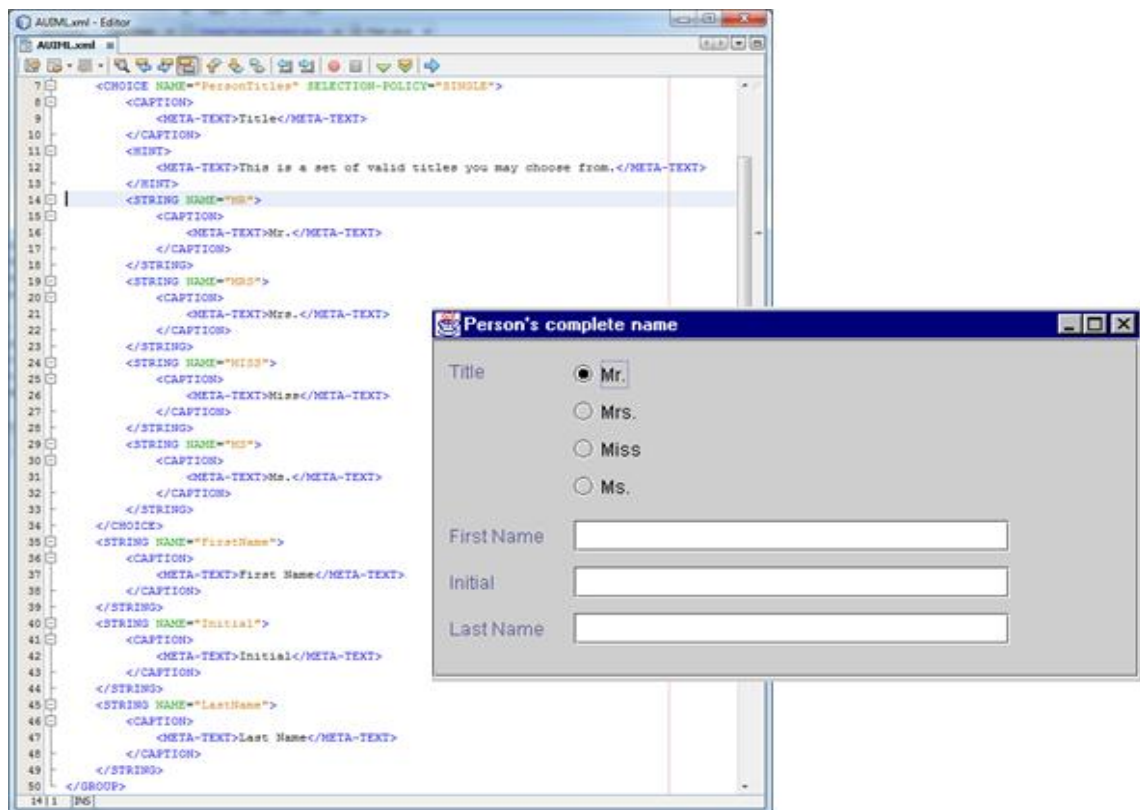 AUIML.xml - Editor
AUIML.xml
7 <CHOICE NAME="PersonTitles" SELECTION-POLICY="SINGLE">
8 <CAPTION>
9 <META-TEXT>Title</META-TEXT>
10 </CAPTION>
11 <HINT>
12 <META-TEXT>This is a set of valid titles you may choose from.</META-TEXT>
13 </HINT>
14 <STRING NAME="MR">
15 <CAPTION>
16 <META-TEXT>Mr.</META-TEXT>
17 </CAPTION>
18 </STRING>
19 <STRING NAME="MRS">
20 <CAPTION>
21 <META-TEXT>Mrs.</META-TEXT>
22 </CAPTION>
23 </STRING>
24 <STRING NAME="MISS">
25 <CAPTION>
26 <META-TEXT>Miss</META-TEXT>
27 </CAPTION>
28 </STRING>
29 <STRING NAME="MS">
30 <CAPTION>
31 <META-TEXT>Ms.</META-TEXT>
32 </CAPTION>
33 </STRING>
34 </CHOICE>
35 <STRING NAME="FirstName">
36 <CAPTION>
37 <META-TEXT>First Name</META-TEXT>
38 </CAPTION>
39 </STRING>
40 <STRING NAME="Initial">
41 <CAPTION>
42 <META-TEXT>Initial</META-TEXT>
43 </CAPTION>
44 </STRING>
45 <STRING NAME="LastName">
46 <CAPTION>
47 <META-TEXT>Last Name</META-TEXT>
48 </CAPTION>
49 </STRING>
50 </GROUP>
14|1 INS
Person's complete name
Title Mr.
Mrs.
Miss
Ms.
First Name
Initial
Last Name